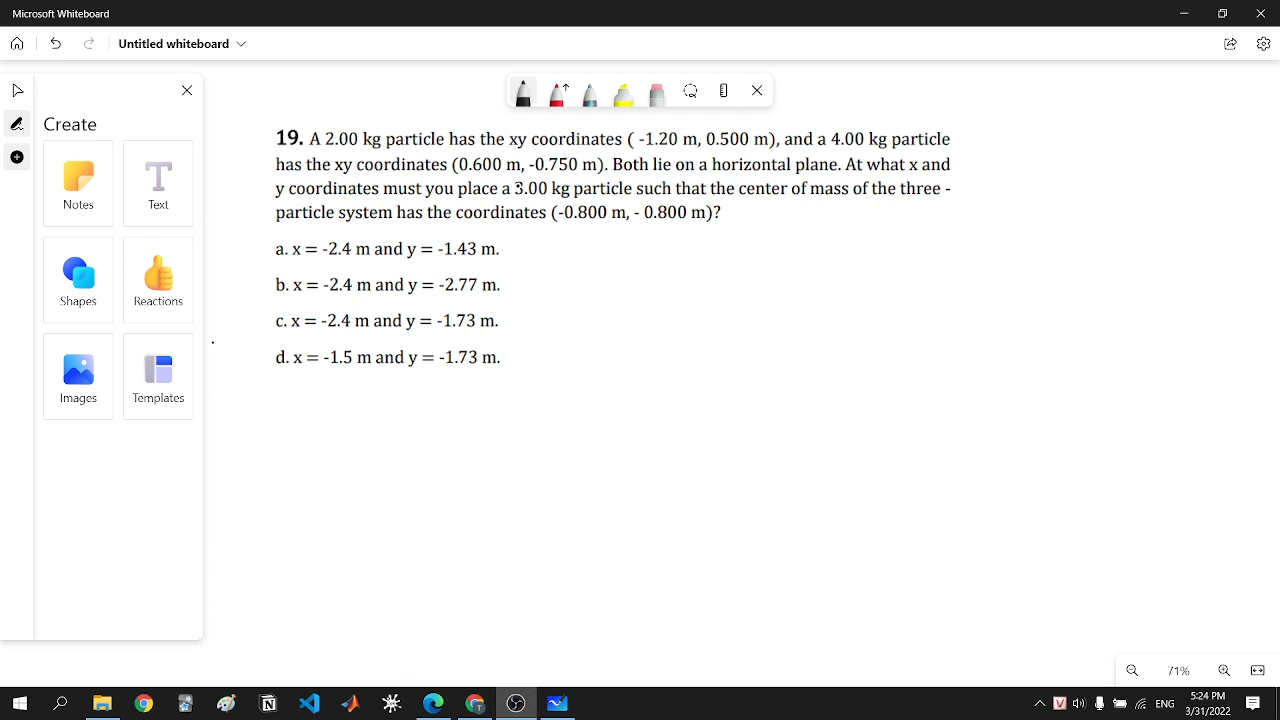 Microsoft Whiteboard
Untitled whiteboard
Create
Notes
Text
Shapes
Reactions
Images
Templates
19. A 2.00 kg particle has the xy coordinates ( -1.20 m, 0.500 m), and a 4.00 kg particle
has the xy coordinates (0.600 m, -0.750 m). Both lie on a horizontal plane. At what x and
y coordinates must you place a 3.00 kg particle such that the center of mass of the three -
particle system has the coordinates (-0.800 m, - 0.800 m)?
a. x = -2.4 m and y = -1.43 m.
b. x = -2.4 m and y = -2.77 m.
c. x = -2.4 m and y = -1.73 m.
d. x = -1.5 m and y = -1.73 m.
71%
ENG
5:24 PM
3/31/2022